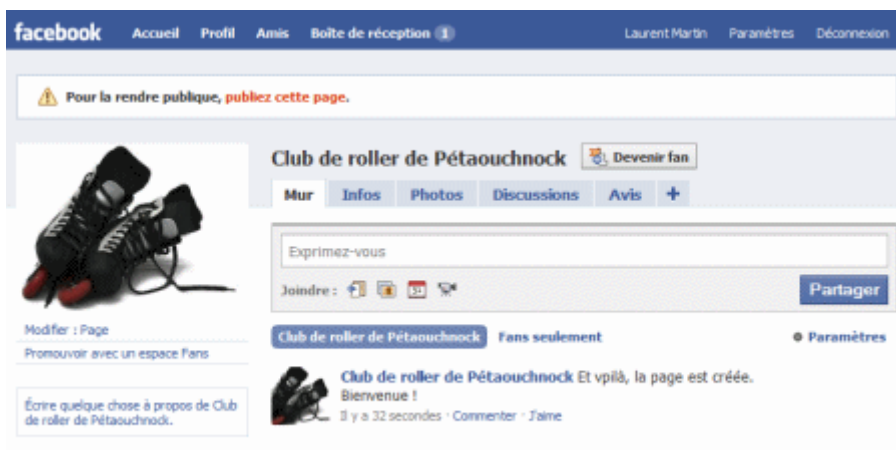 facebook Accueil Profil Amis Boîte de réception 1 Laurent Martin Paramètres Déconnexion
Pour la rendre publique, publiez cette page.
Club de roller de Pétaouchnock Devenir fan
Mur Infos Photos Discussions Avis +
Exprimez-vous
Joindre : Partager
Modifier : Page
Promouvoir avec un espace Fans
Écrire quelque chose à propos de Club
de roller de Pétaouchnock.
Club de roller de Pétaouchnock Fans seulement Paramètres
Club de roller de Pétaouchnock Et vpilà, la page est créée.
Bienvenue !
Il y a 32 secondes · Commenter · J'aime